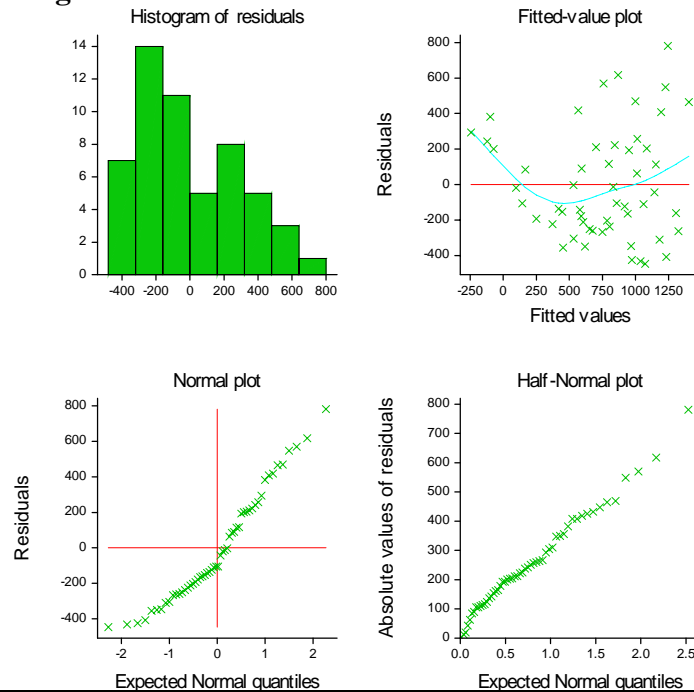 Histogram of residuals
14
12
10
8
6
4
2
0
-400 -200 0 200 400 600 800
Fitted-value plot
Residuals
800
600
400
200
0
-200
-400
-250 0 250 500 750 1000 1250
Fitted values
Normal plot
Residuals
800
600
400
200
0
-200
-400
-2 -1 0 1 2
Expected Normal quantiles
Half-Normal plot
Absolute values of residuals
800
700
600
500
400
300
200
100
0
0.0 0.5 1.0 1.5 2.0 2.5
Expected Normal quantiles